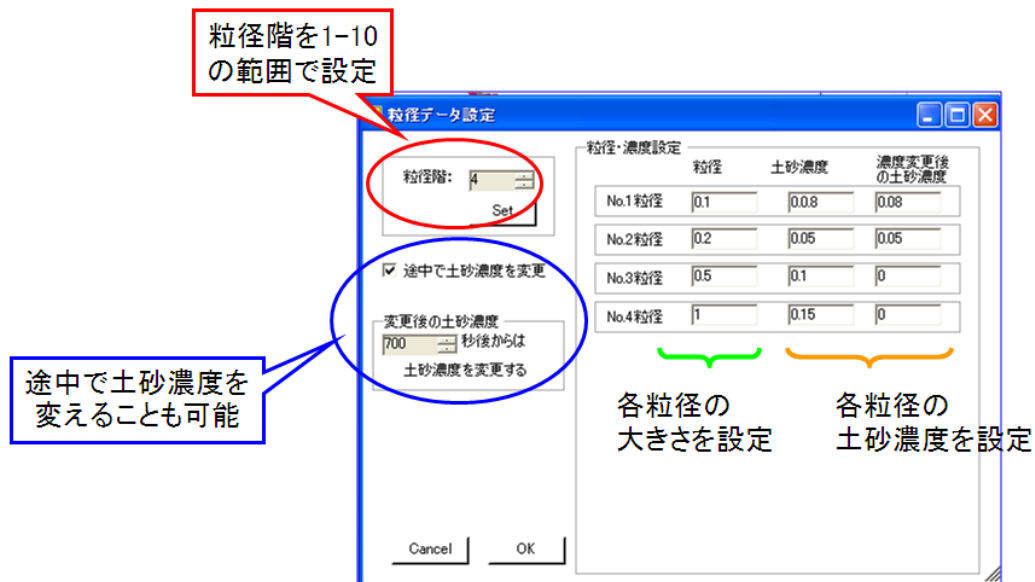 粒径階を1-10
の範囲で設定
粒径データ設定
粒径階:
4
Set
途中で土砂濃度を変更
変更後の土砂濃度
700 秒後からは
土砂濃度を変更する
途中で土砂濃度を
変えることも可能
粒径・濃度設定
粒径 土砂濃度 濃度変更後
の土砂濃度
No.1粒径 0.1 0.0.8 0.08
No.2粒径 0.2 0.05 0.05
No.3粒径 0.5 0.1 0
No.4粒径 1 0.15 0
各粒径の
大きさを設定
各粒径の
土砂濃度を設定
Cancel OK